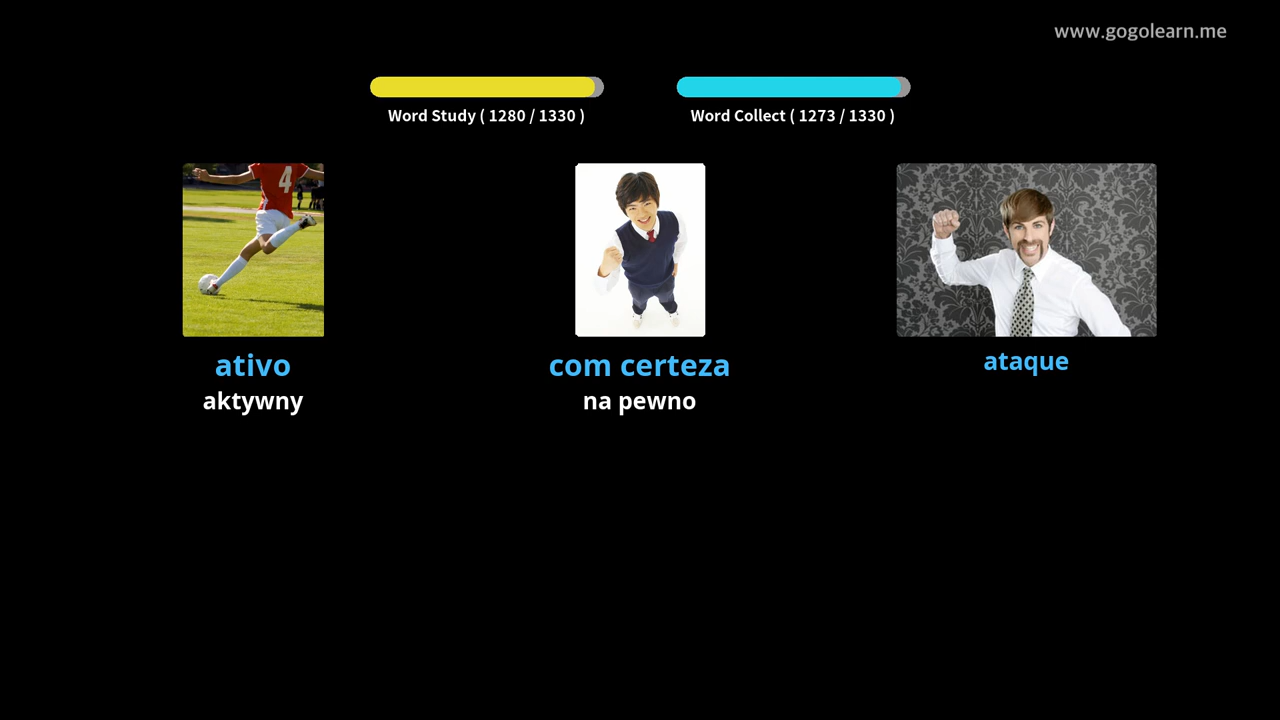 www.gogolearn.me
Word Study ( 1280 / 1330 )
Word Collect ( 1273 / 1330 )
4
ativo
aktywny
com certeza
na pewno
ataque